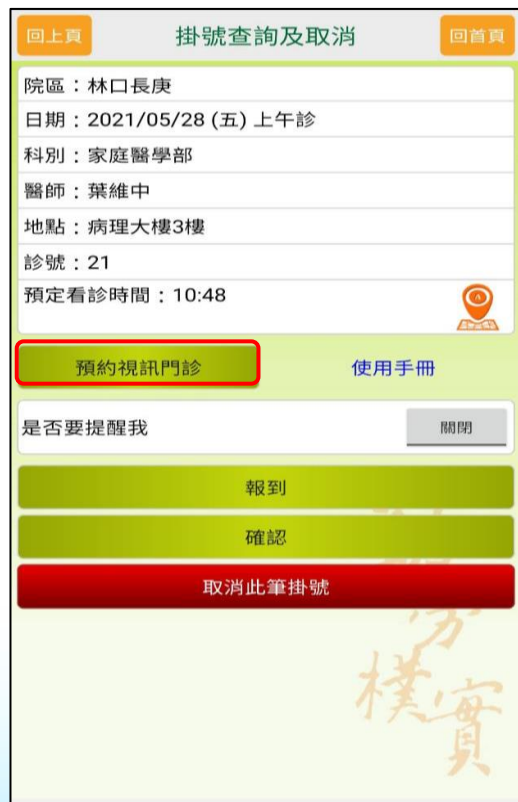 回上頁
掛號查詢及取消
回首頁
院區：林口長庚
日期：2021/05/28 (五) 上午診
科別：家庭醫學部
醫師：葉維中
地點：病理大樓3樓
診號：21
預定看診時間：10:48
預約視訊門診
使用手冊
是否要提醒我
關閉
報到
確認
取消此筆掛號
勞
樸實